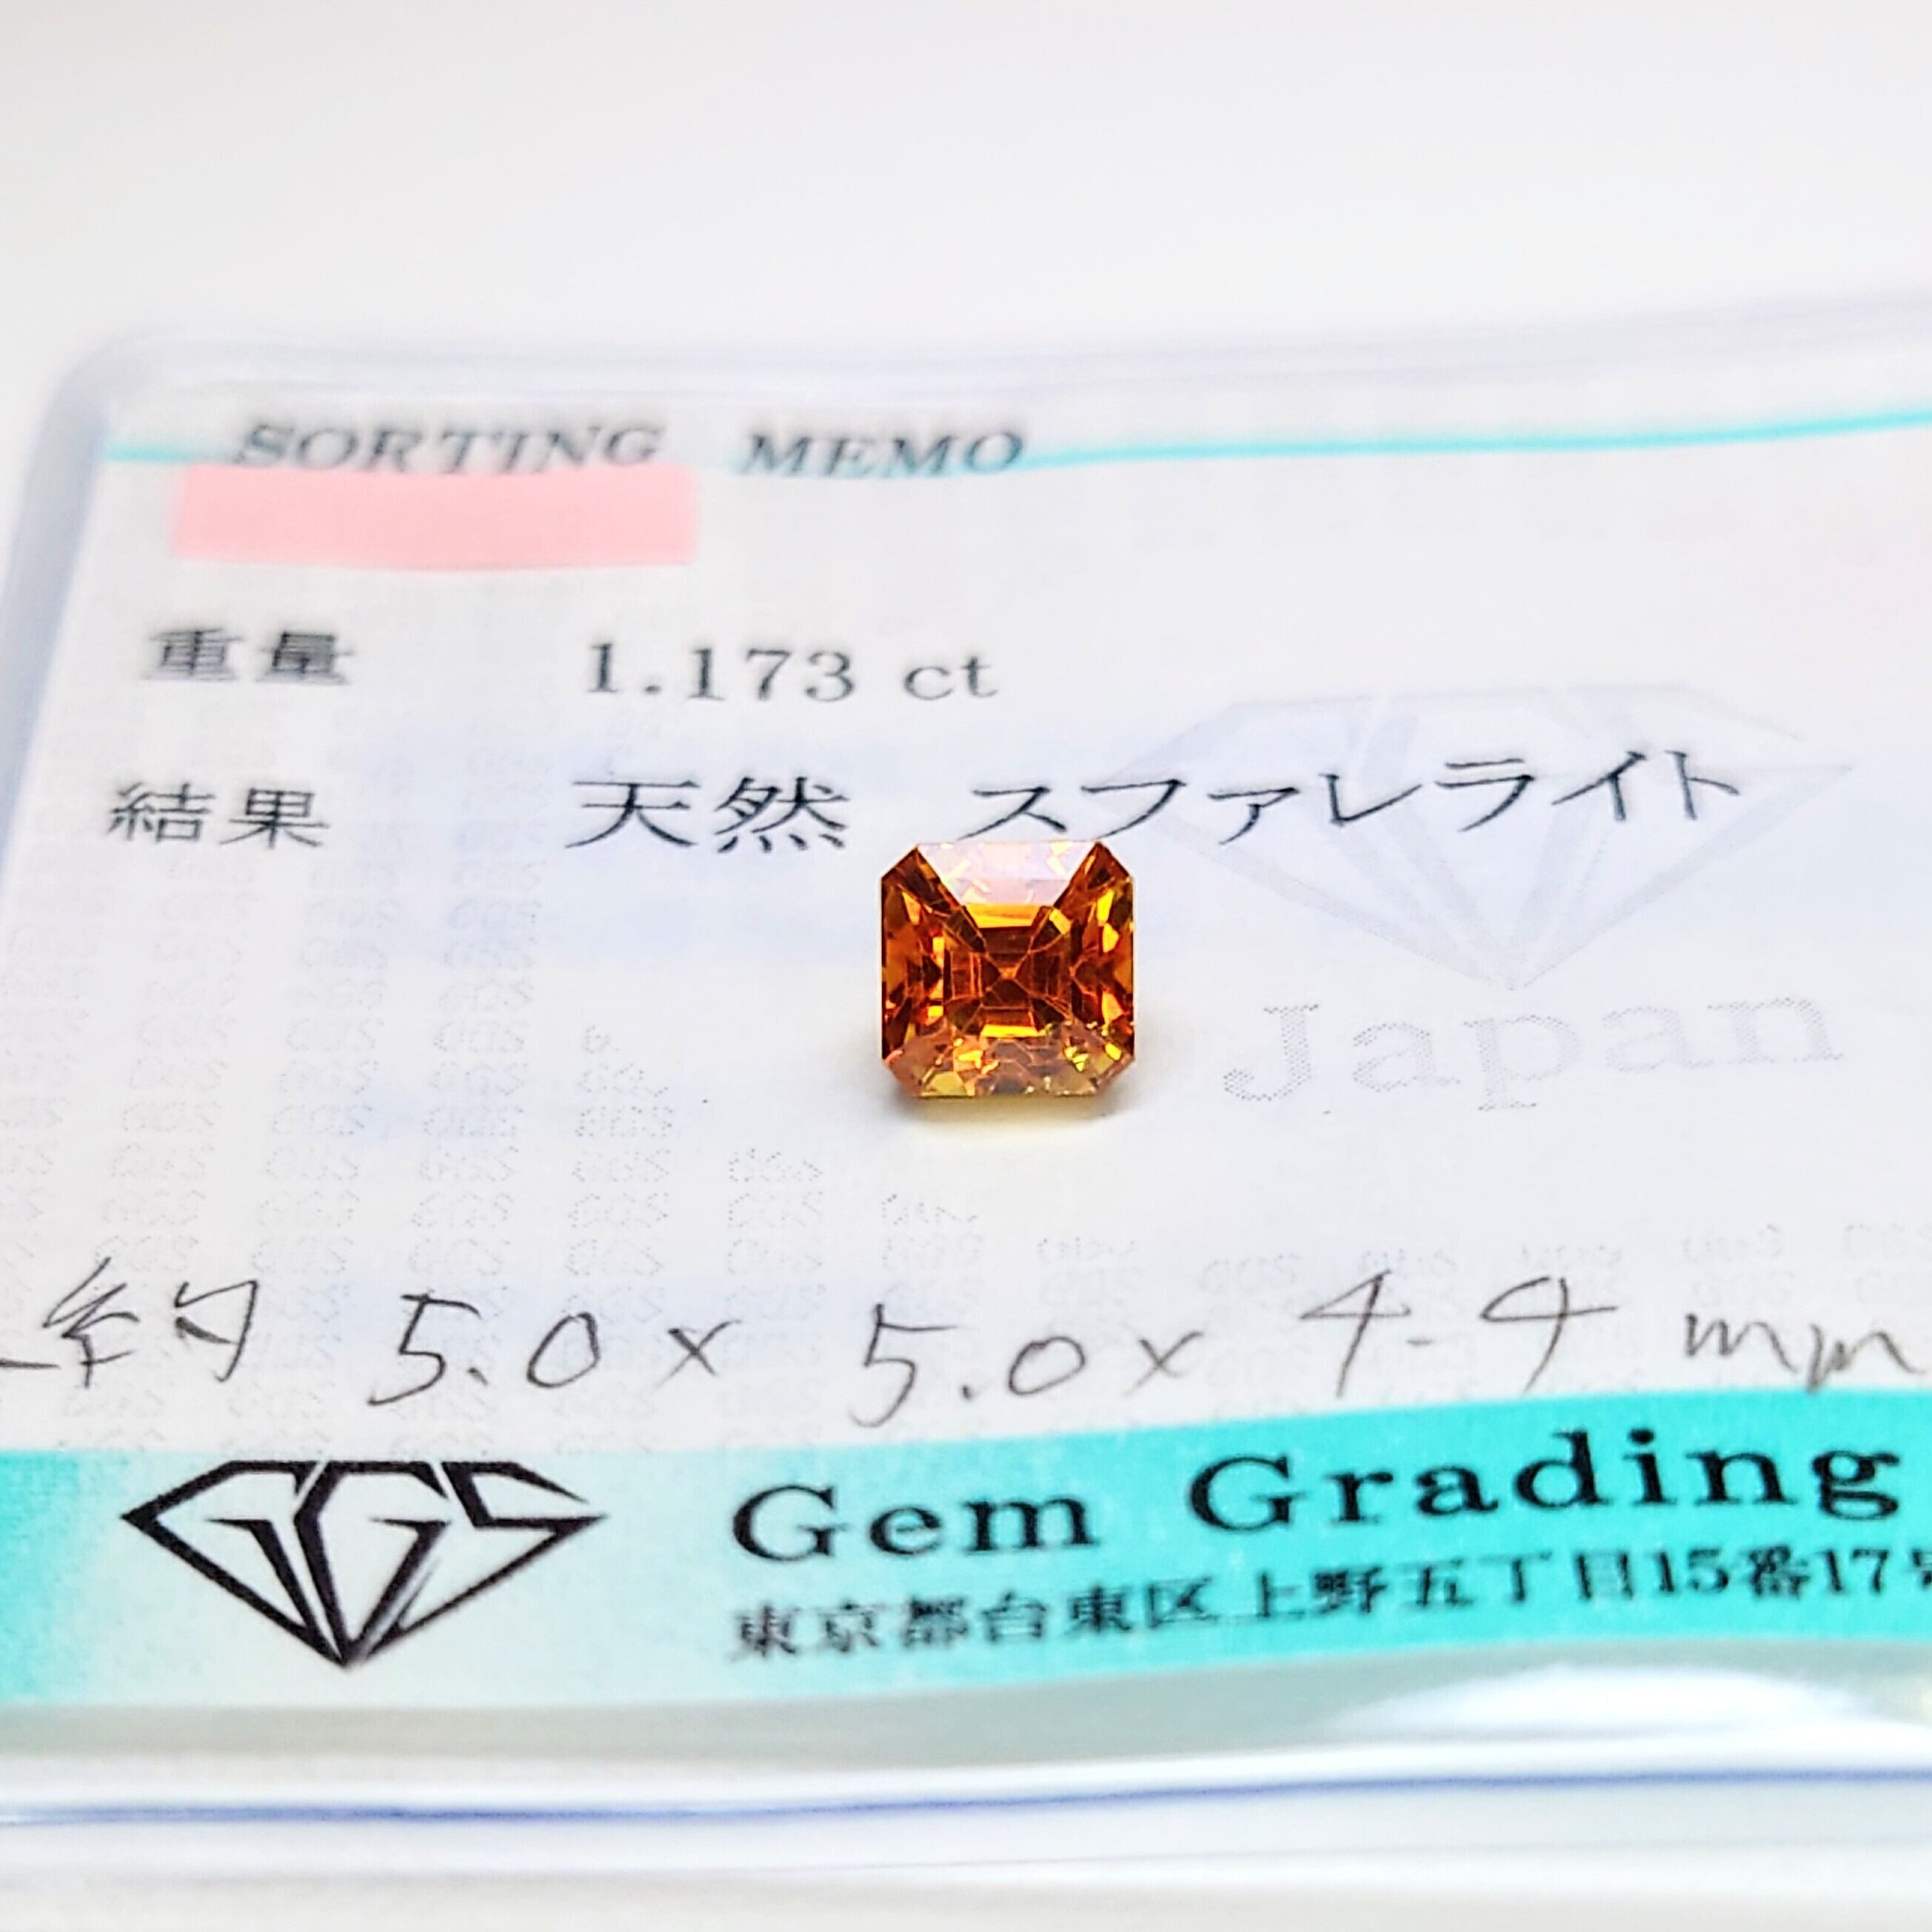 SORTING MEMO
重量 1.173 ct
結果 天然 スファレライト
Japan
約 5.0 x 5.0 x 4.4 mm
GGS
Gem Grading
東京都台東区上野五丁目15番17号